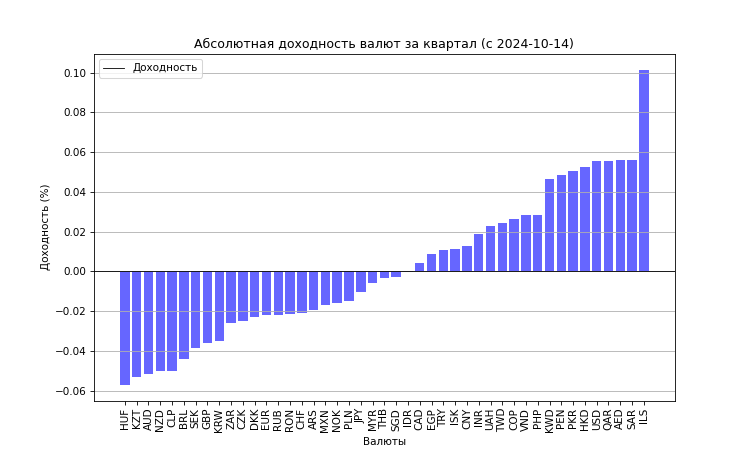 Абсолютная доходность валют за квартал (с 2024-10-14)
Доходность
0.10
0.08
0.06
0.04
0.02
0.00
−0.02
−0.04
−0.06
Доходность (%)
HUF KZT AUD NZD CLP BRL SEK GBP KRW ZAR CZK DKK EUR RUB RON CHF ARS MXN NOK PLN JPY MYR THB SGD IDR CAD EGP TRY ISK CNY INR UAH TWD COP VND PHP KWD PEN PKR HKD USD QAR AED SAR ILS
Валюты